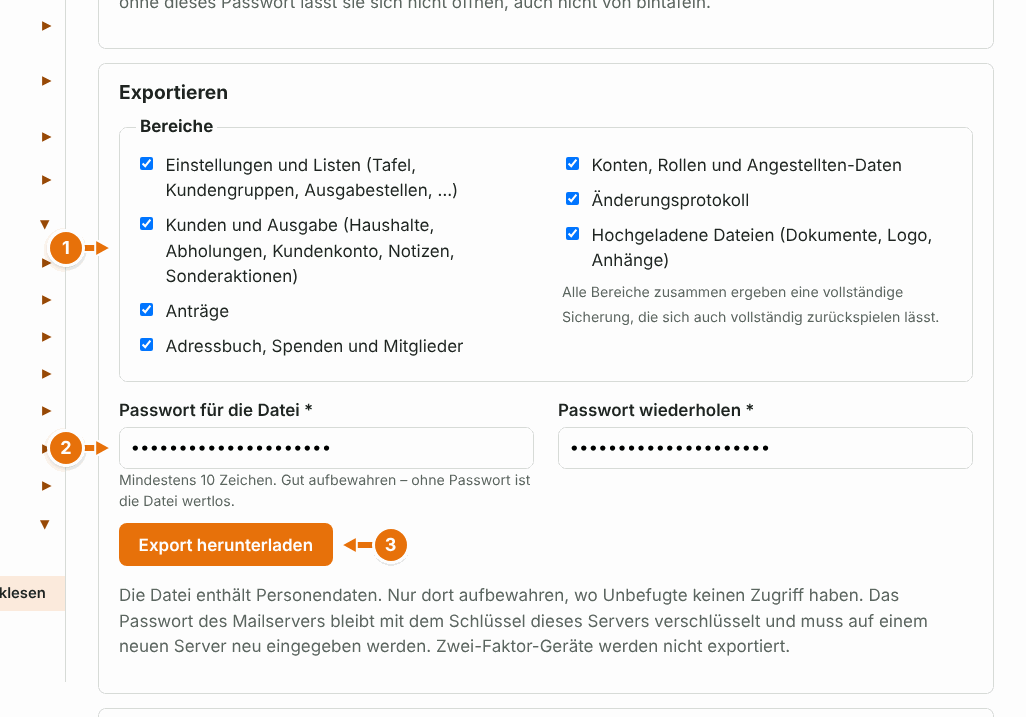 ohne dieses Passwort lässt sie sich nicht öffnen, auch nicht von bintafeln.
Exportieren
Bereiche
Einstellungen und Listen (Tafel,
Kundengruppen, Ausgabestellen, ...)
Kunden und Ausgabe (Haushalte,
Abholungen, Kundenkonto, Notizen,
Sonderaktionen)
Anträge
Adressbuch, Spenden und Mitglieder
Konten, Rollen und Angestellten-Daten
Änderungsprotokoll
Hochgeladene Dateien (Dokumente, Logo,
Anhänge)
Alle Bereiche zusammen ergeben eine vollständige
Sicherung, die sich auch vollständig zurückspielen lässt.
1
Passwort für die Datei *
Passwort wiederholen *
2
Mindestens 10 Zeichen. Gut aufbewahren – ohne Passwort ist
die Datei wertlos.
Export herunterladen
3
klesen
Die Datei enthält Personendaten. Nur dort aufbewahren, wo Unbefugte keinen Zugriff haben. Das
Passwort des Mailservers bleibt mit dem Schlüssel dieses Servers verschlüsselt und muss auf einem
neuen Server neu eingegeben werden. Zwei-Faktor-Geräte werden nicht exportiert.